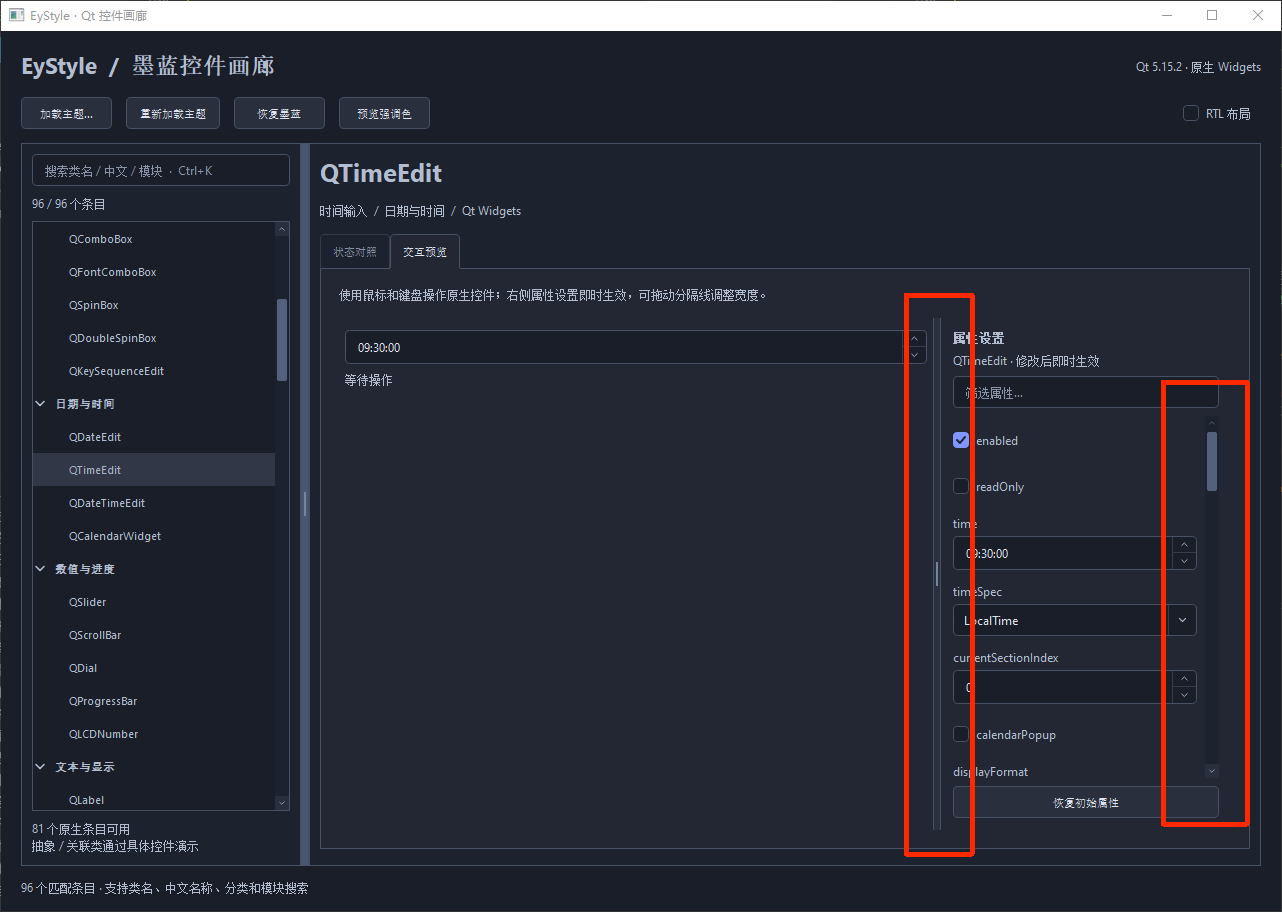 EyStyle · Qt 控件画廊
EyStyle / 墨蓝控件画廊
Qt 5.15.2 · 原生 Widgets
加载主题... 重新加载主题 恢复墨蓝 预览强调色
RTL 布局
搜索类名 / 中文 / 模块 · Ctrl+K
96 / 96 个条目
QComboBox
QFontComboBox
QSpinBox
QDoubleSpinBox
QKeySequenceEdit
日期与时间
QDateEdit
QTimeEdit
QDateTimeEdit
QCalendarWidget
数值与进度
QSlider
QScrollBar
QDial
QProgressBar
QLCDNumber
文本与显示
QLabel
81 个原生条目可用
抽象 / 关联类通过具体控件演示
QTimeEdit
时间输入 / 日期与时间 / Qt Widgets
状态对照 交互预览
使用鼠标和键盘操作原生控件；右侧属性设置即时生效，可拖动分隔线调整宽度。
09:30:00
等待操作
属性设置
QTimeEdit · 修改后即时生效
筛选属性...
enabled
readOnly
time
09:30:00
timeSpec
LocalTime
currentSectionIndex
0
calendarPopup
displayFormat
恢复初始属性
96 个匹配条目 · 支持类名、中文名称、分类和模块搜索